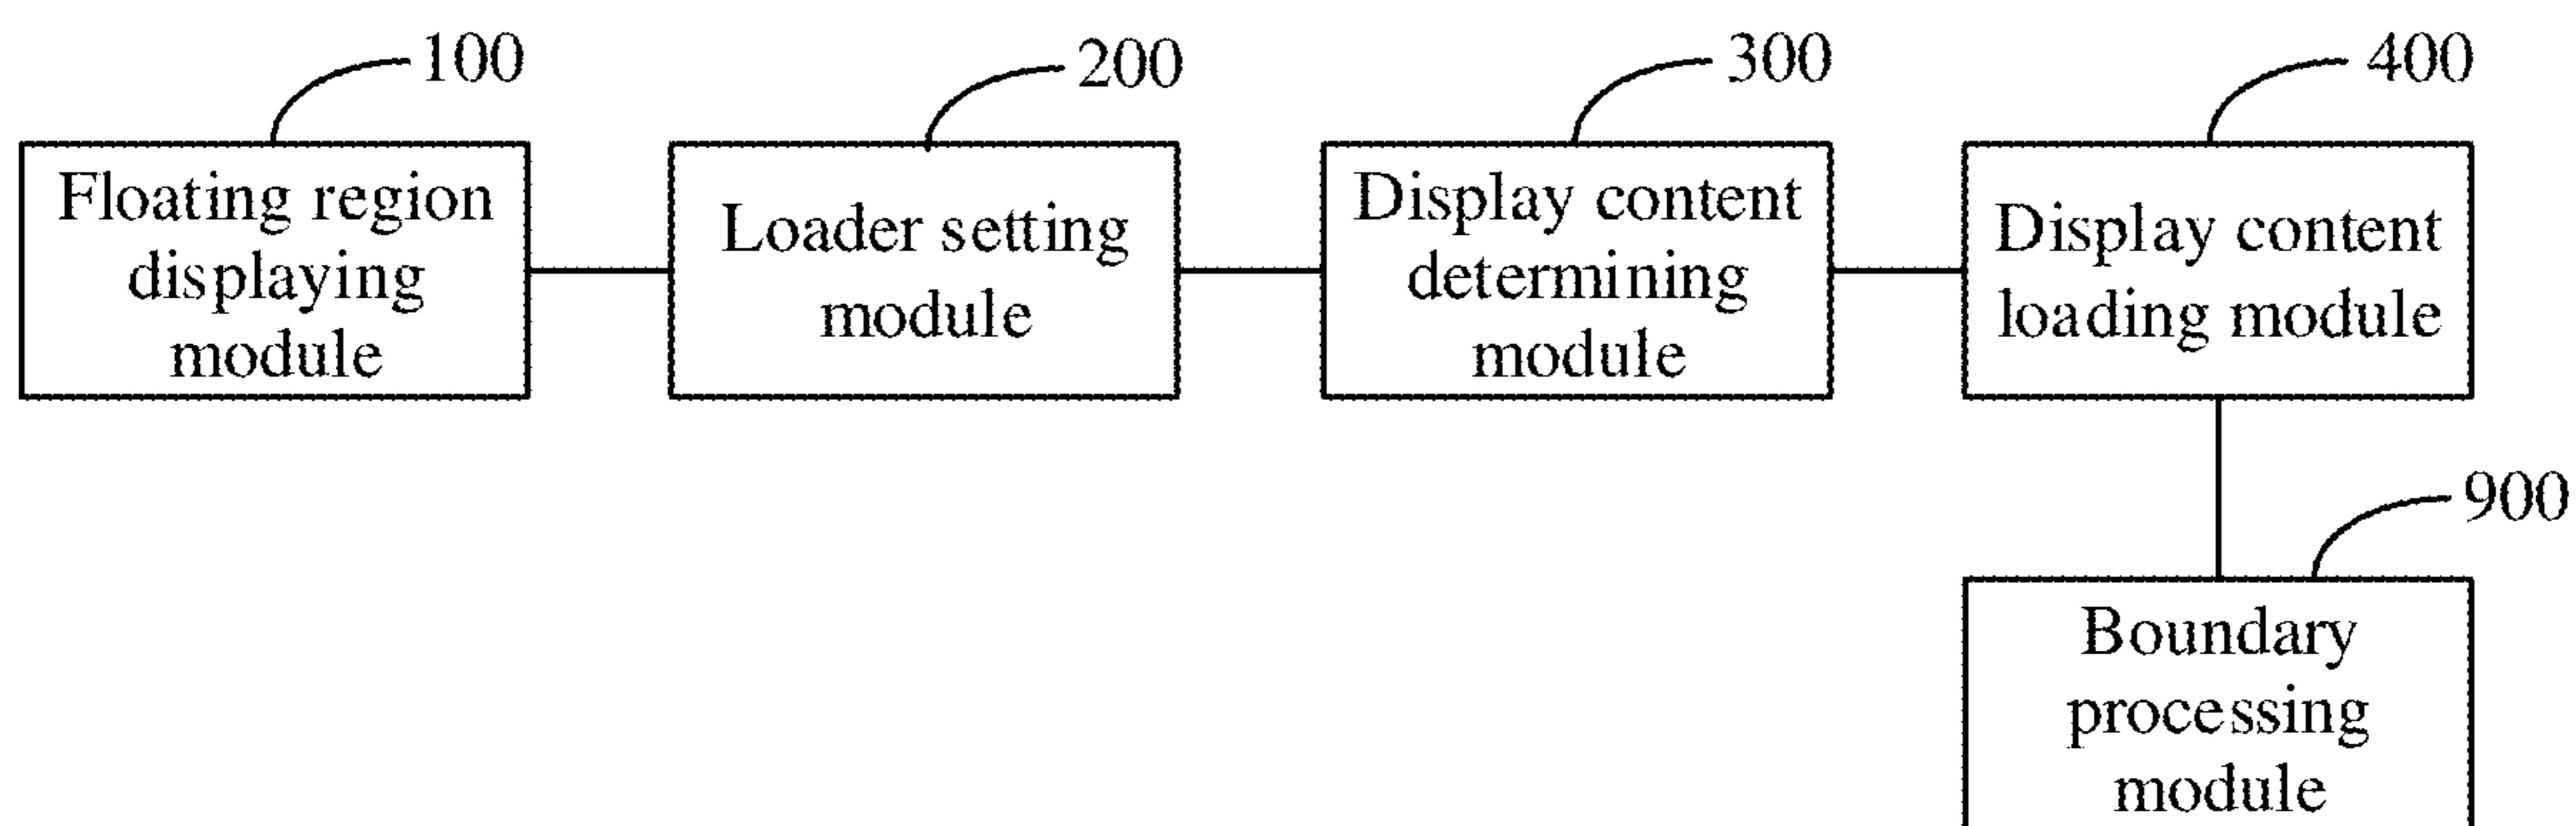 100
200
300
400
Floating region
displaying
module
Loader setting
module
Display content
determining
module
Display content
loading module
900
Boundary
processing
module